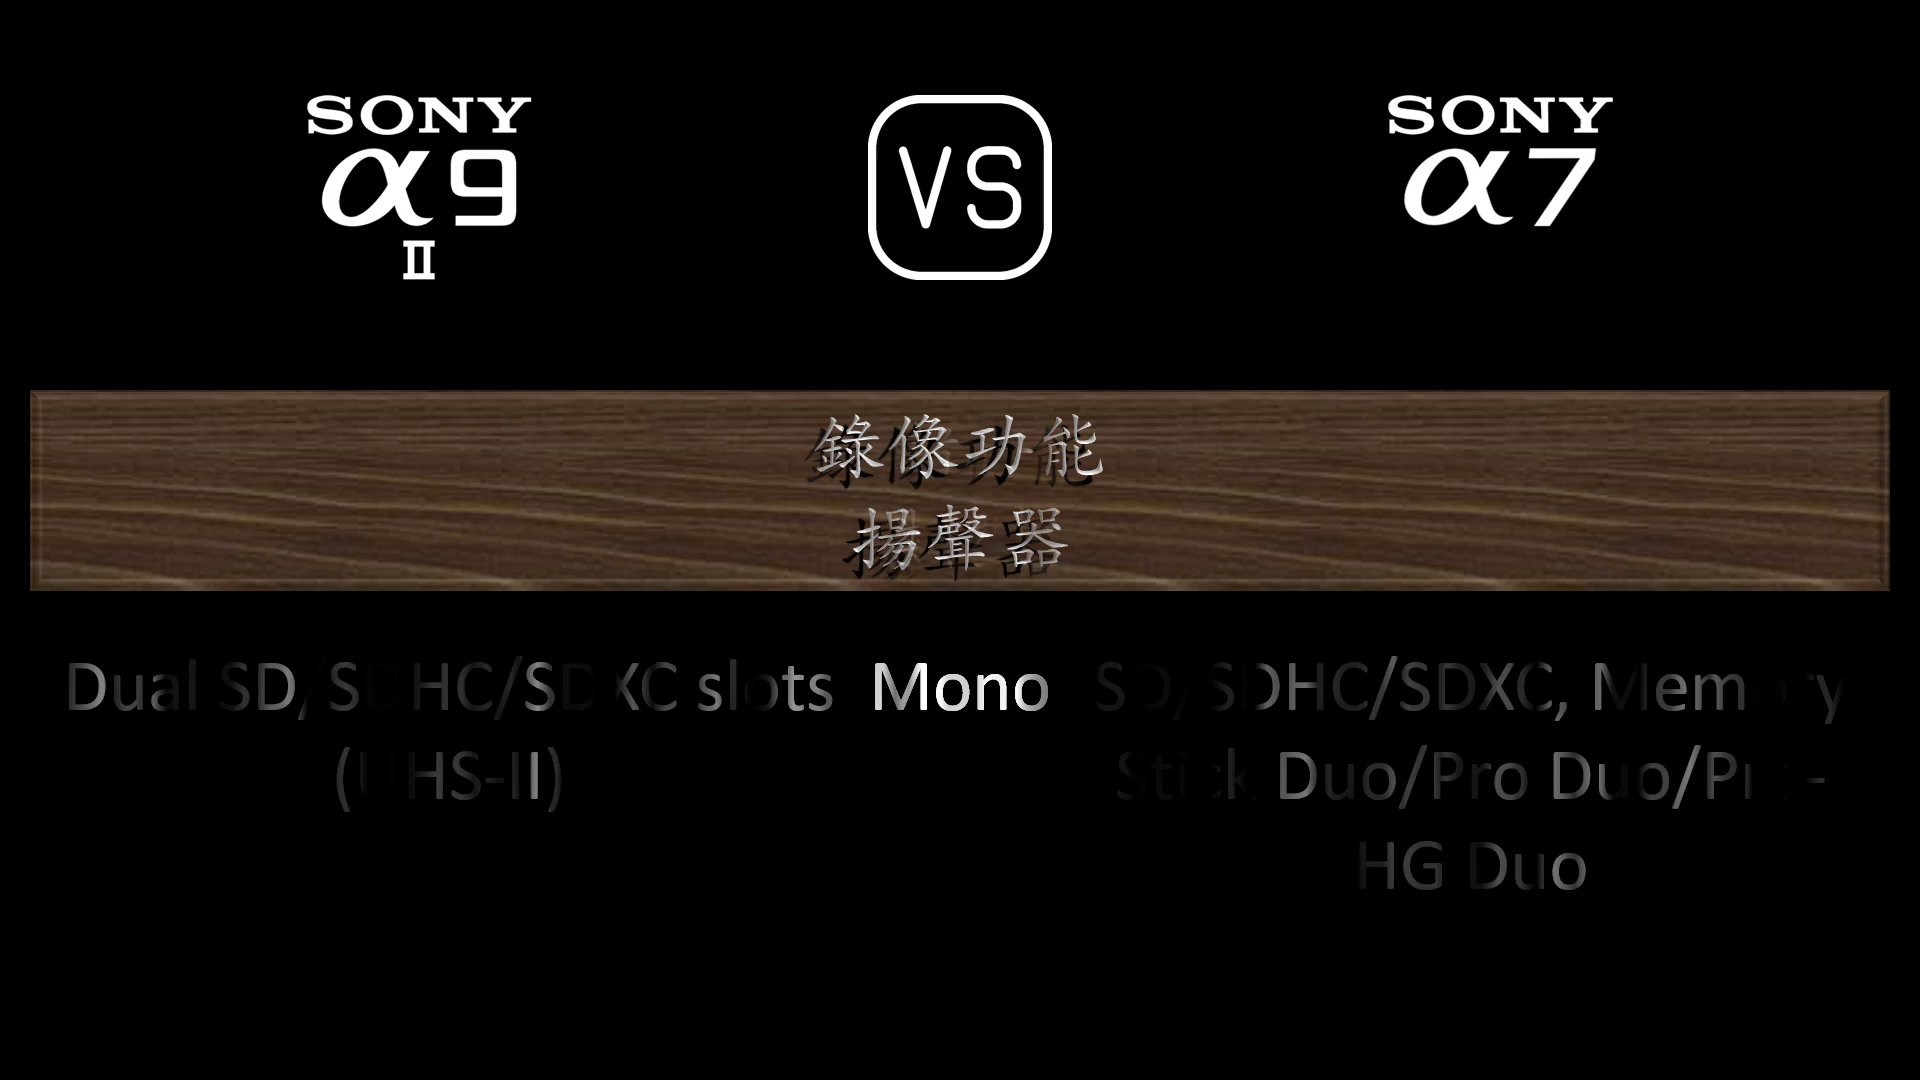 SONY
α9
II
VS
SONY
α7
錄像功能
揚聲器
Dual SD/SDHC/SDXC slots
(UHS-II)
Mono
SD/SDHC/SDXC, Memory
Stick Duo/Pro Duo/Pro-
HG Duo